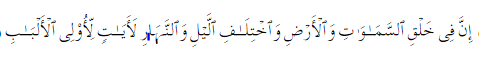 إِنَّ فِي خَلْقِ ٱلسَّمَٰوَٰتِ وَٱلْأَرْضِ وَٱخْتِلَٰفِ ٱلَّيْلِ وَٱلنَّهَارِ لَءَايَٰتٍ لِّأُو۟لِي ٱلْأَلْبَٰبِ